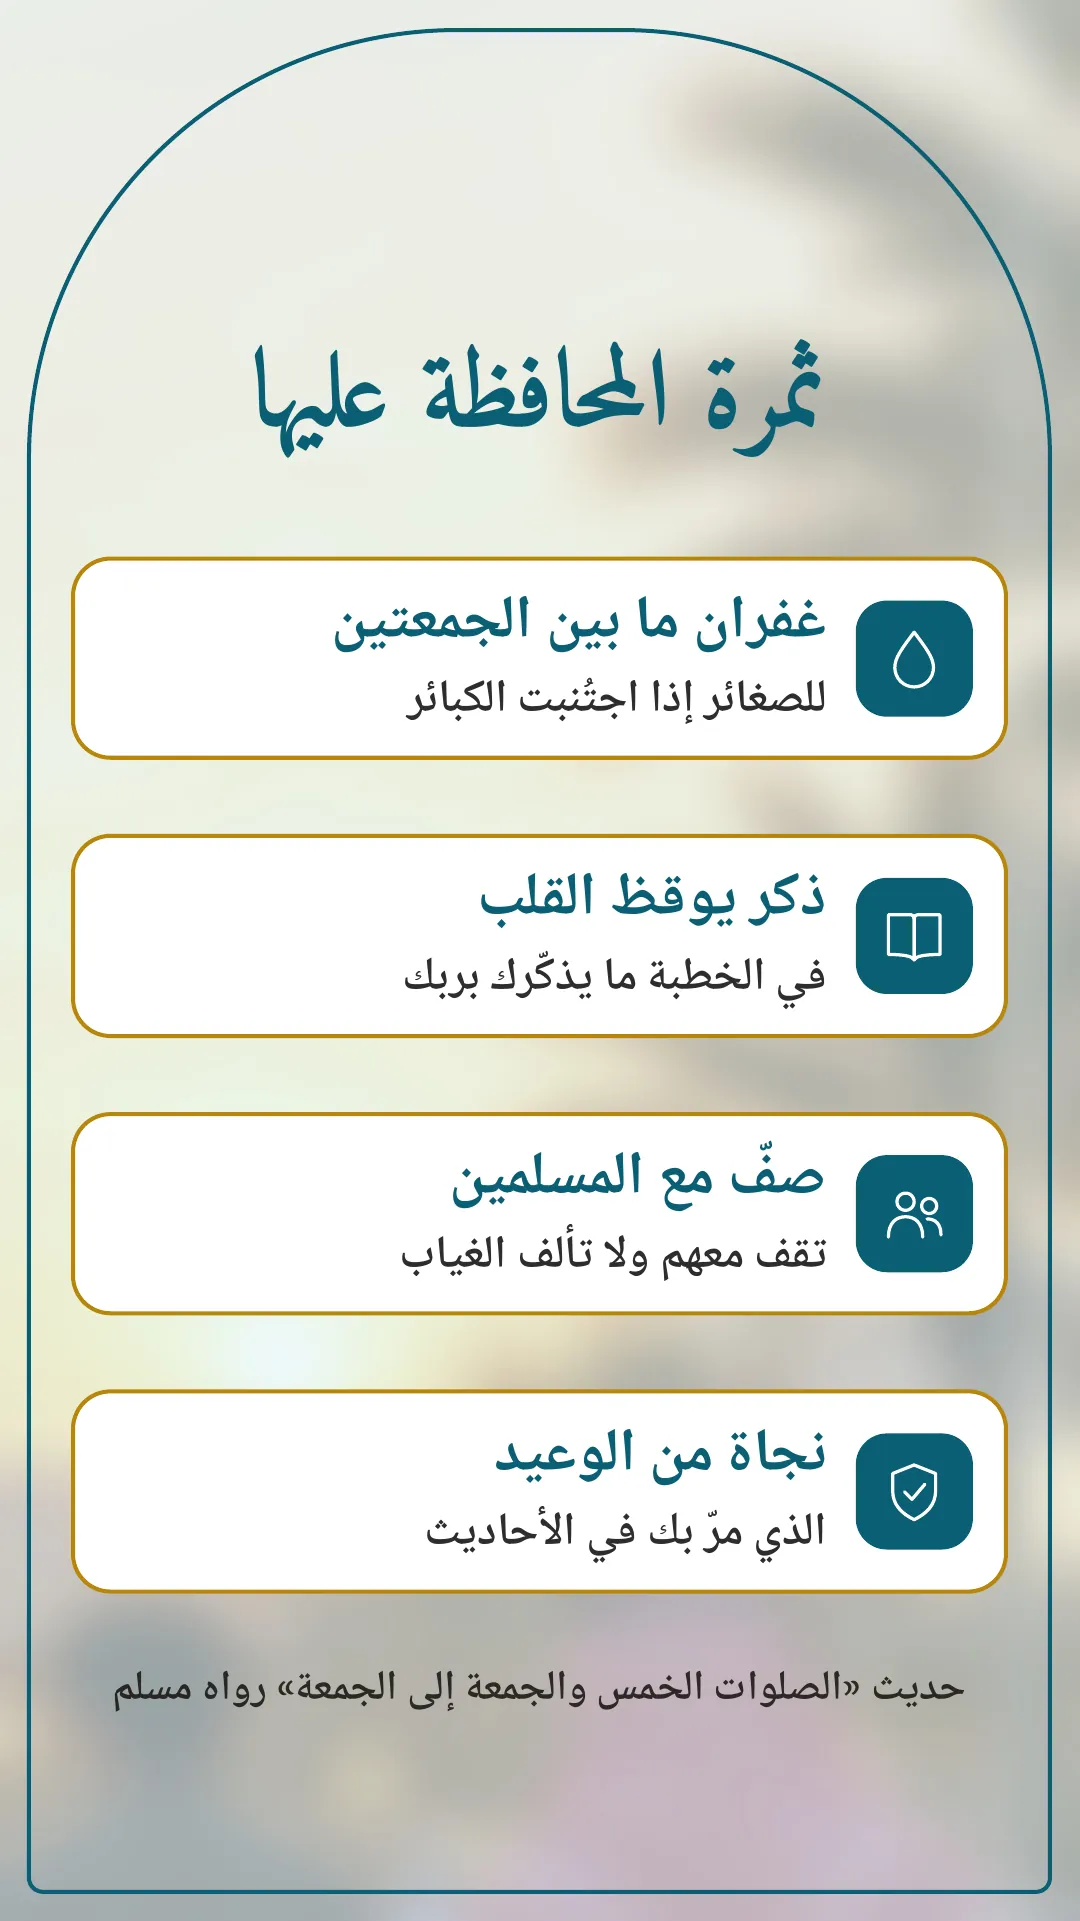 ثمرة المحافظة عليها
غفران ما بين الجمعتين
للصغائر إذا اجتُنبت الكبائر
ذكر يوقظ القلب
في الخطبة ما يذكّرك بربك
صفّ مع المسلمين
تقف معهم ولا تألف الغياب
نجاة من الوعيد
الذي مرّ بك في الأحاديث
حديث «الصلوات الخمس والجمعة إلى الجمعة» رواه مسلم